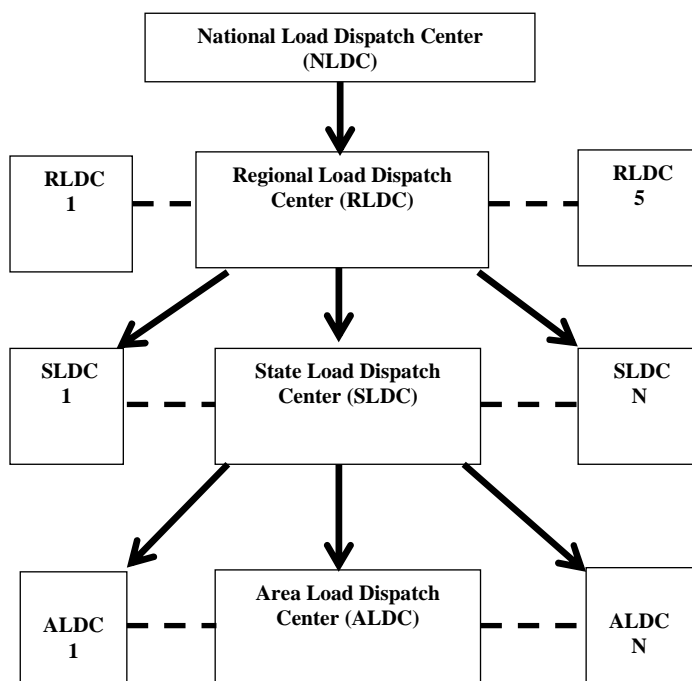 National Load Dispatch Center
(NLDC)
RLDC
1
Regional Load Dispatch
Center (RLDC)
RLDC
5
SLDC
1
State Load Dispatch
Center (SLDC)
SLDC
N
ALDC
1
Area Load Dispatch
Center (ALDC)
ALDC
N